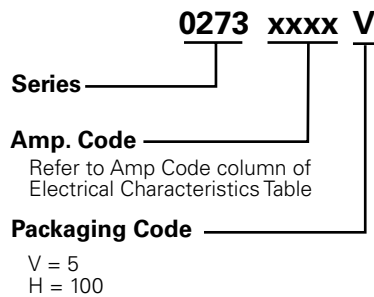 0273 xxxx V
Series
Amp. Code
Refer to Amp Code column of
Electrical Characteristics Table
Packaging Code
V = 5
H = 100